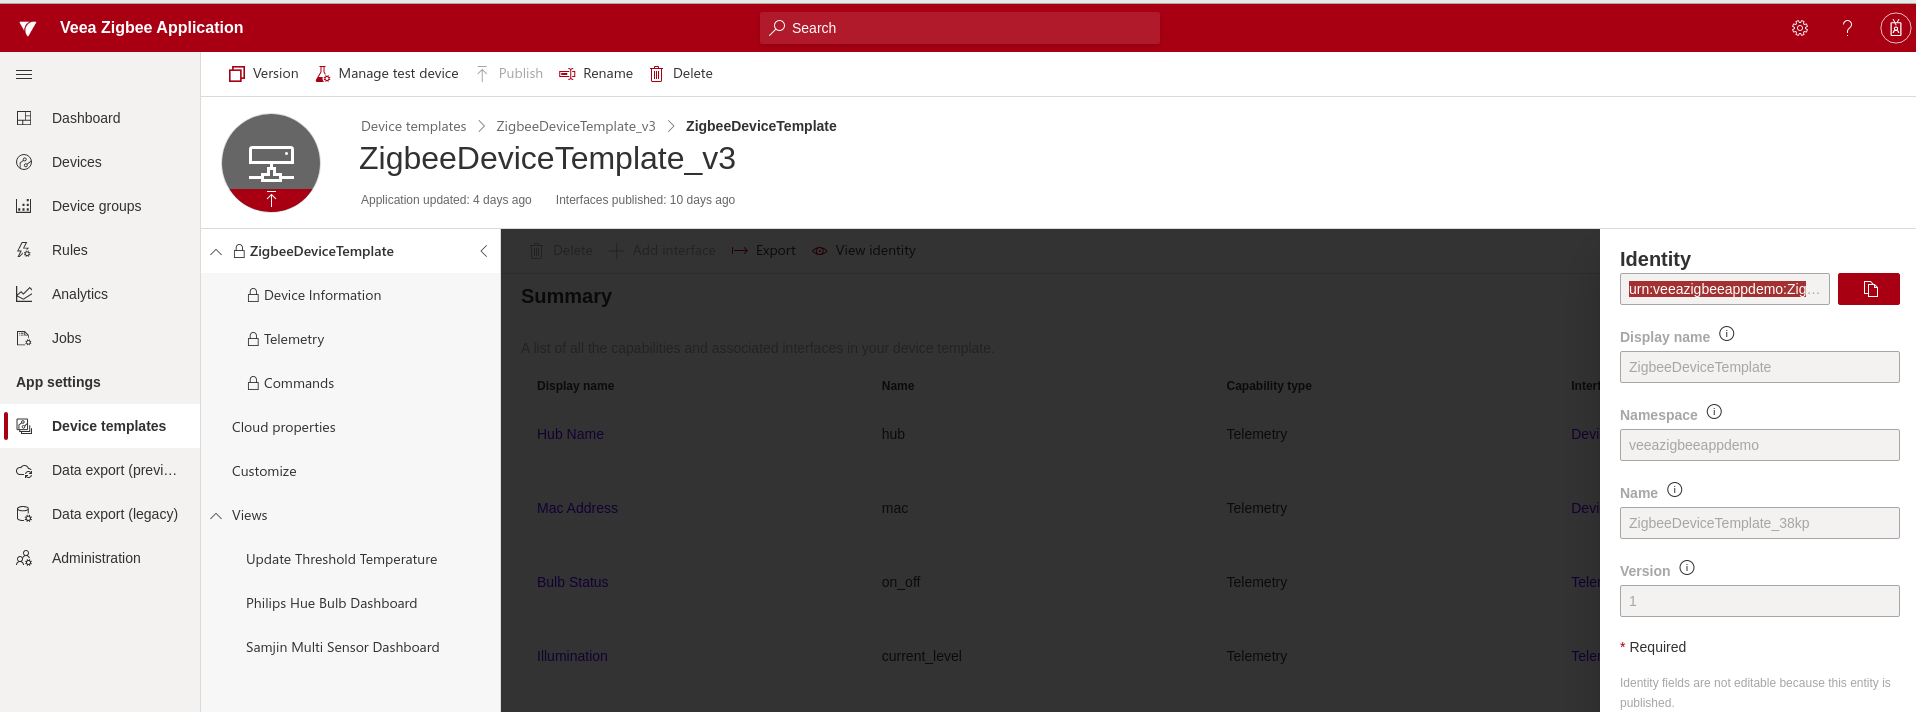 Veea Zigbee Application
Search
Version
Manage test device
Publish
Rename
Delete
Dashboard
Devices
Device groups
Rules
Analytics
Jobs
App settings
Device templates
Data export (previ...
Data export (legacy)
Administration
Device templates
ZigbeeDeviceTemplate_v3
ZigbeeDeviceTemplate
ZigbeeDeviceTemplate_v3
Application updated: 4 days ago
Interfaces published: 10 days ago
ZigbeeDeviceTemplate
Device Information
Telemetry
Commands
Cloud properties
Customize
Views
Update Threshold Temperature
Philips Hue Bulb Dashboard
Samjin Multi Sensor Dashboard
Delete
Add interface
Export
View identity
Summary
A list of all the capabilities and associated interfaces in your device template.
Display name Name Capability type Interf
Hub Name hub Telemetry Devi
Mac Address mac Telemetry Devi
Bulb Status on_off Telemetry Teler
Illumination current_level Telemetry Teler
Identity
urn:veeazigbeeappdemo:Zig...
Display name
ZigbeeDeviceTemplate
Namespace
veeazigbeeappdemo
Name
ZigbeeDeviceTemplate_38kp
Version
1
* Required
Identity fields are not editable because this entity is
published.